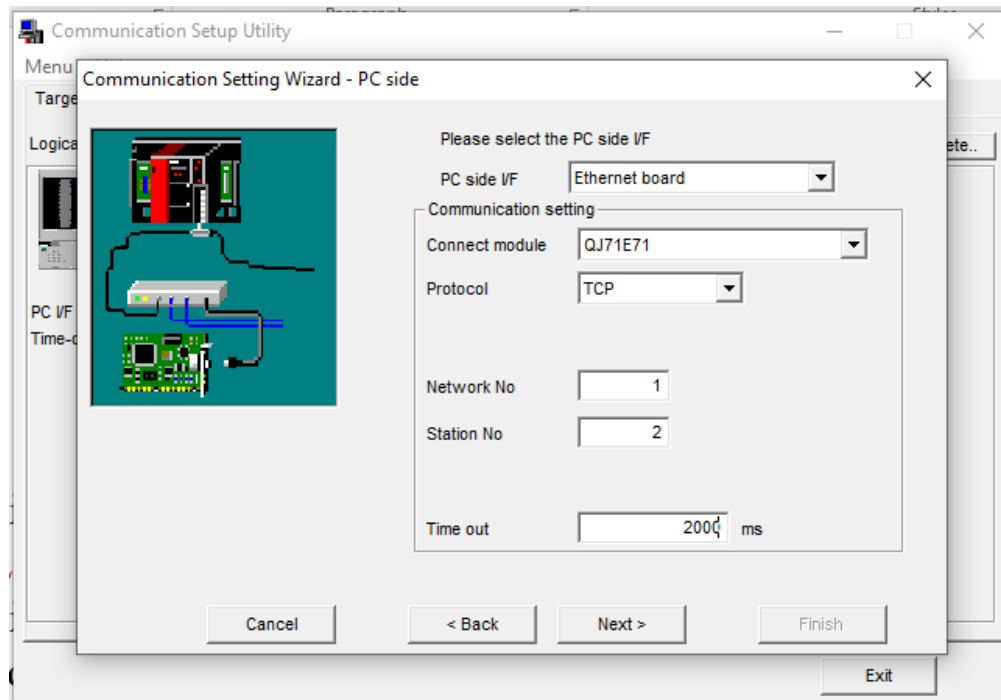 Communication Setup Utility
Menu
Communication Setting Wizard - PC side
Targe
Logica
ete..
Please select the PC side I/F
PC side I/F Ethernet board
Communication setting
Connect module QJ71E71
Protocol TCP
PC I/F
Time-o
Network No 1
Station No 2
Time out 2000 ms
Cancel < Back Next > Finish
Exit